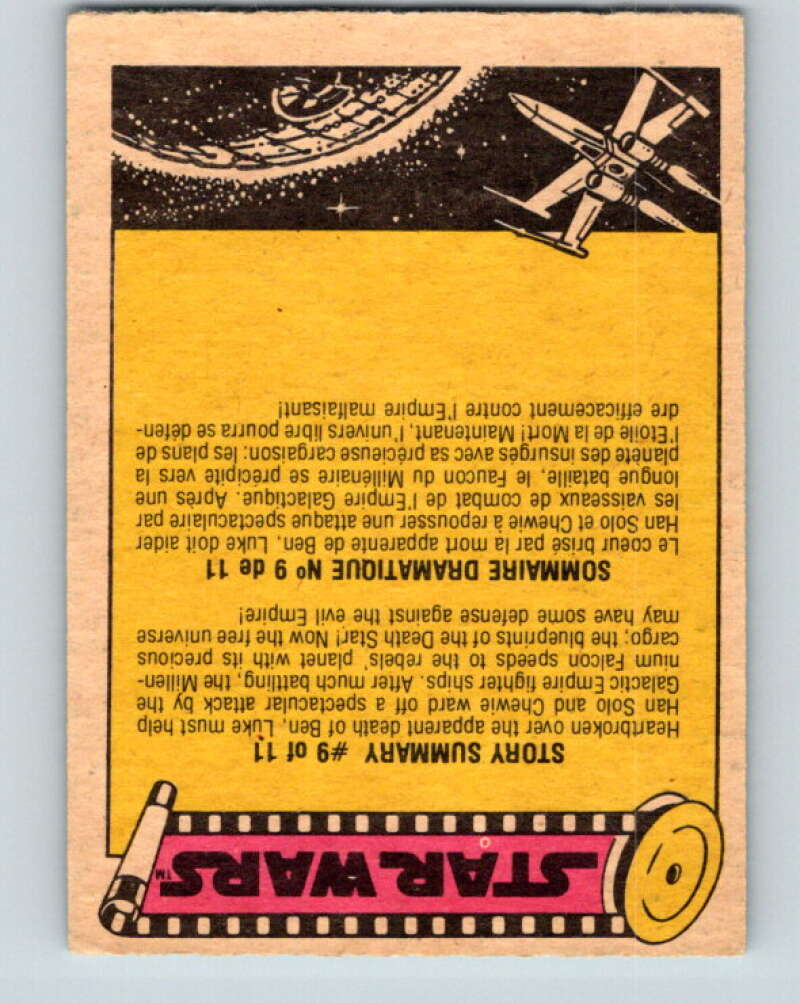 STAR WARS™
STORY SUMMARY #9 of 11
Heartbroken over the apparent death of Ben, Luke must help
Han Solo and Chewie ward off a spectacular attack by the
Galactic Empire fighter ships. After much battling, the Millen-
nium Falcon speeds to the rebels' planet with its precious
cargo; the blueprints of the Death Star! Now the free universe
may have some defense against the evil Empire!
SOMMAIRE DRAMATIQUE Nº 9 de 11
Le coeur brisé par la mort apparente de Ben, Luke doit aider
Han Solo et Chewie à repousser une attaque spectaculaire par
les vaisseaux de combat de l'Empire Galactique. Après une
longue bataille, le Faucon du Millénaire se précipite vers la
planète des insurgés avec sa précieuse cargaison: les plans de
l'Etoile de la Mort! Maintenant, l'univers libre pourra se défen-
dre efficacement contre l'Empire malfaisant!